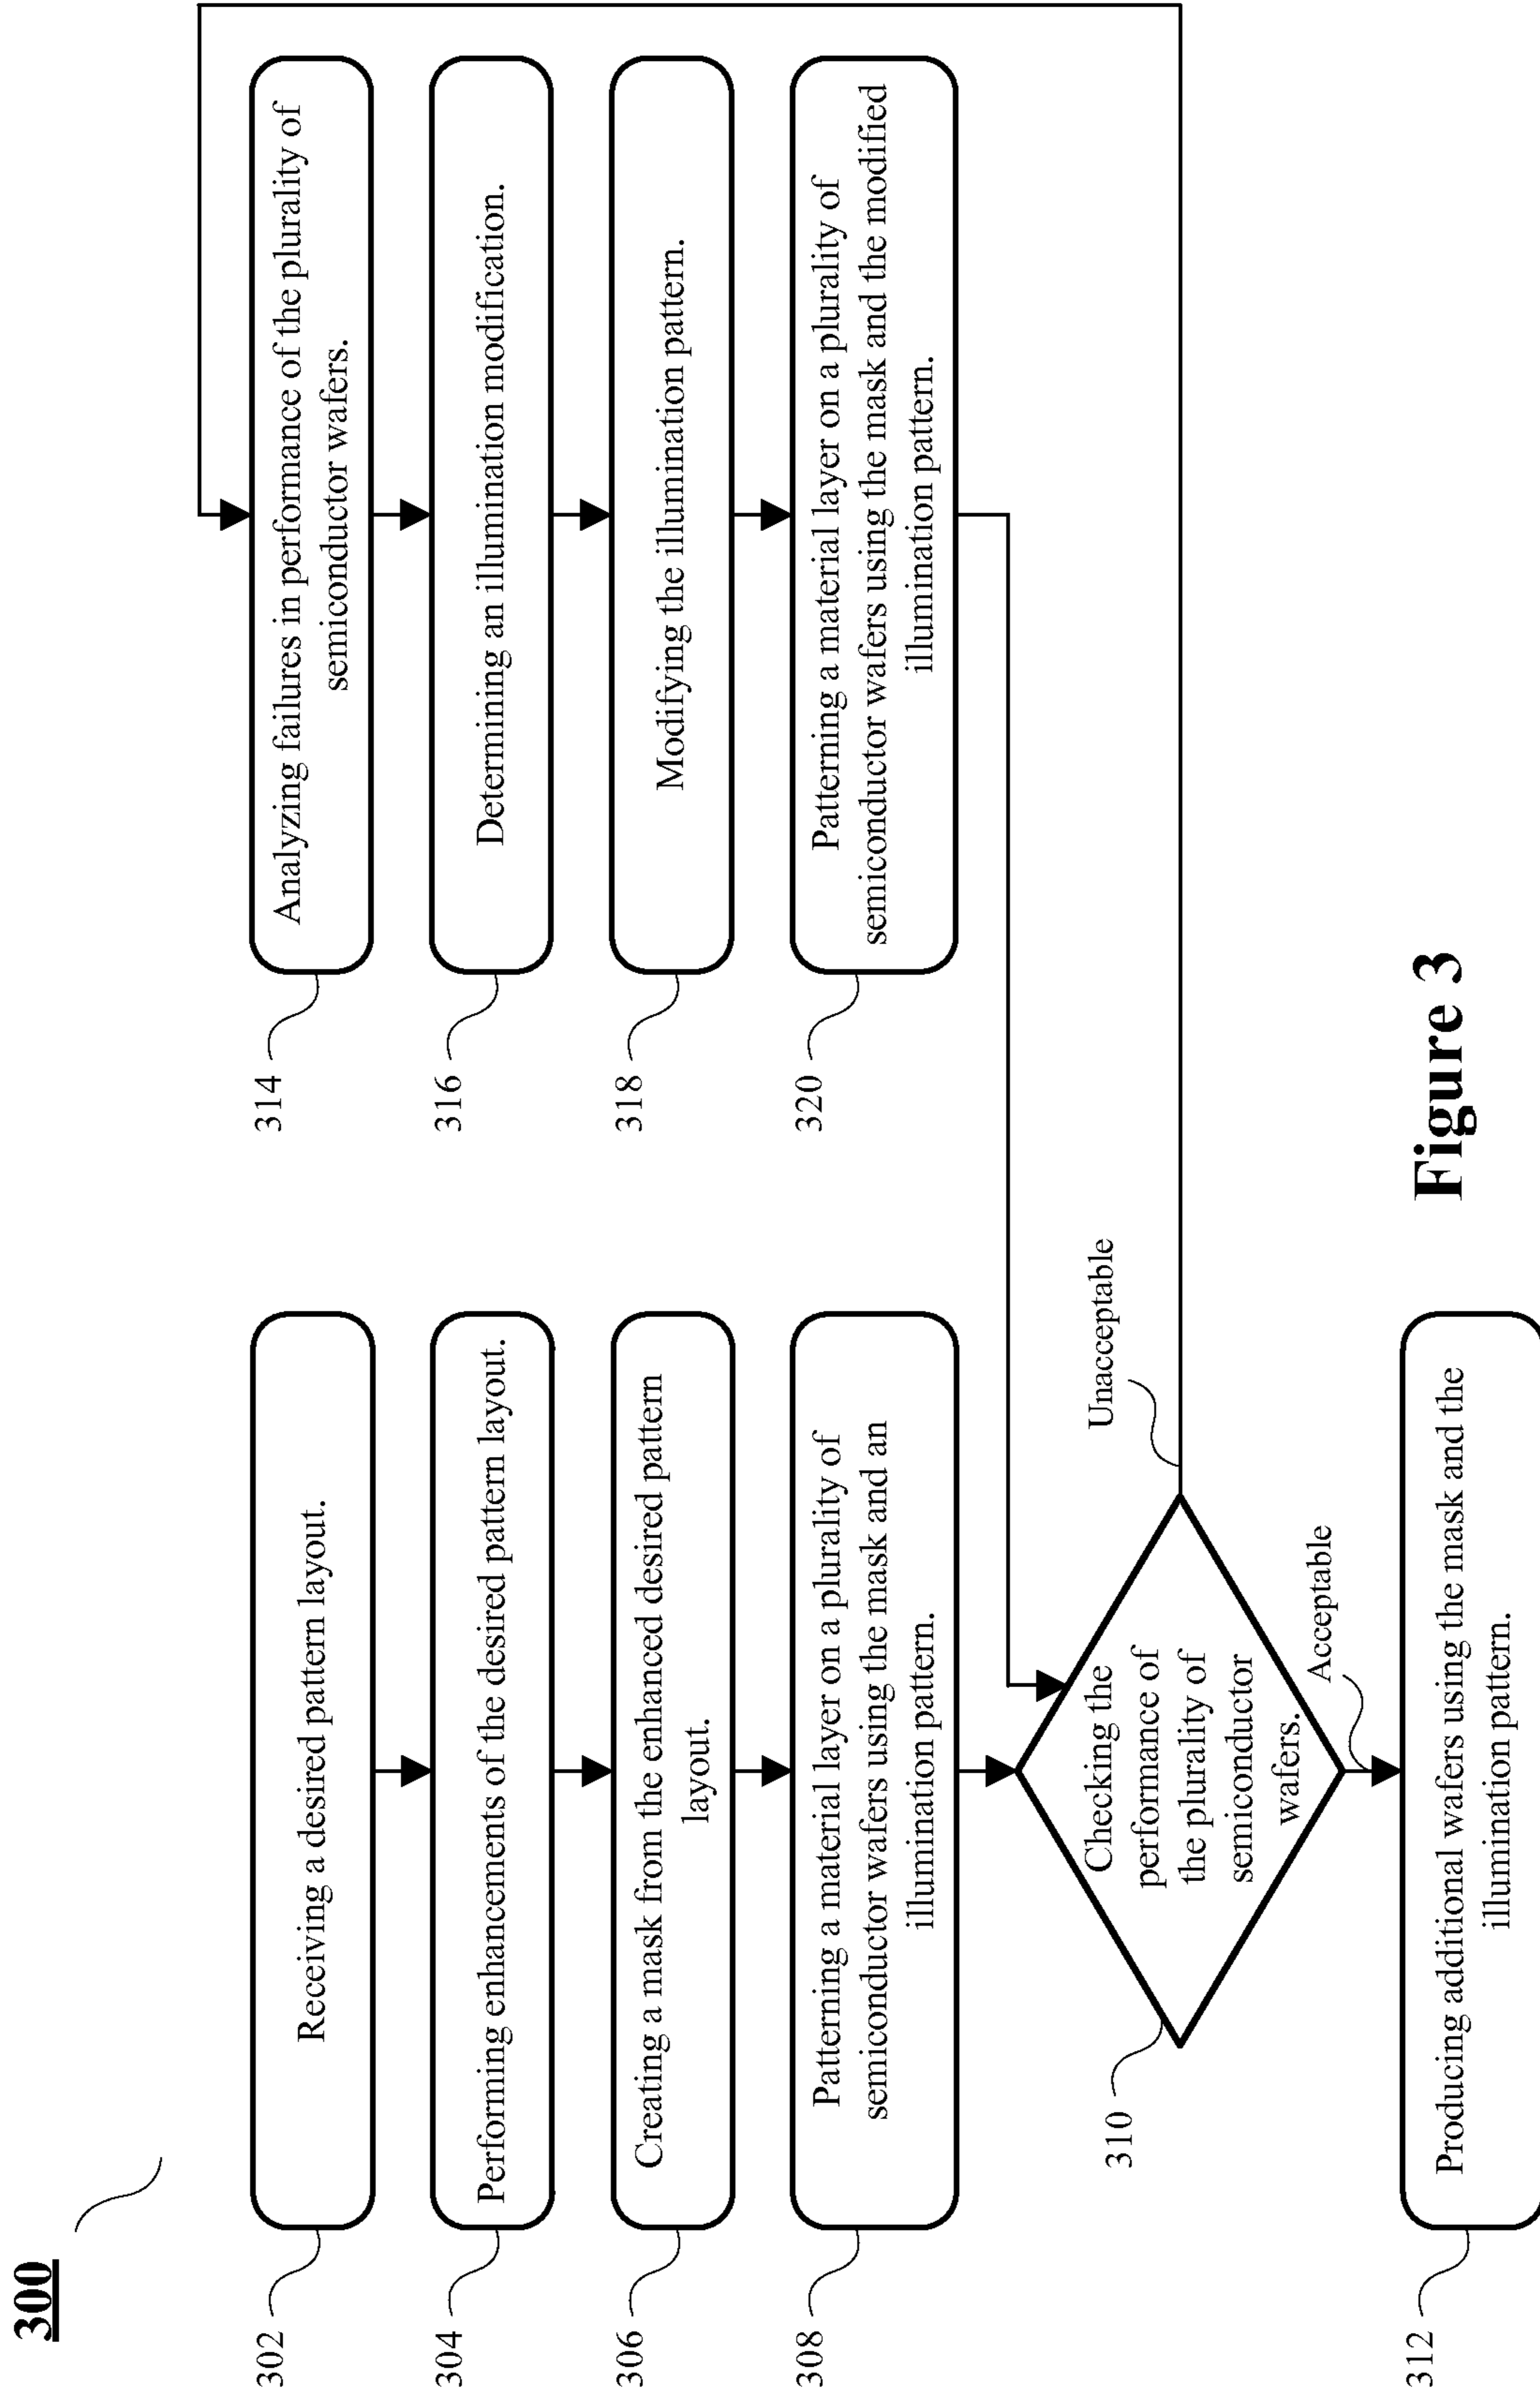 300
302
Receiving a desired pattern layout.
304
Performing enhancements of the desired pattern layout.
306
Creating a mask from the enhanced desired pattern
layout.
308
Patterning a material layer on a plurality of
semiconductor wafers using the mask and an
illumination pattern.
310
Checking the
performance of
the plurality of
semiconductor
wafers.
Unacceptable
Acceptable
312
Producing additional wafers using the mask and the
illumination pattern.
314
Analyzing failures in performance of the plurality of
semiconductor wafers.
316
Determining an illumination modification.
318
Modifying the illumination pattern.
320
Patterning a material layer on a plurality of
semiconductor wafers using the mask and the modified
illumination pattern.
Figure 3